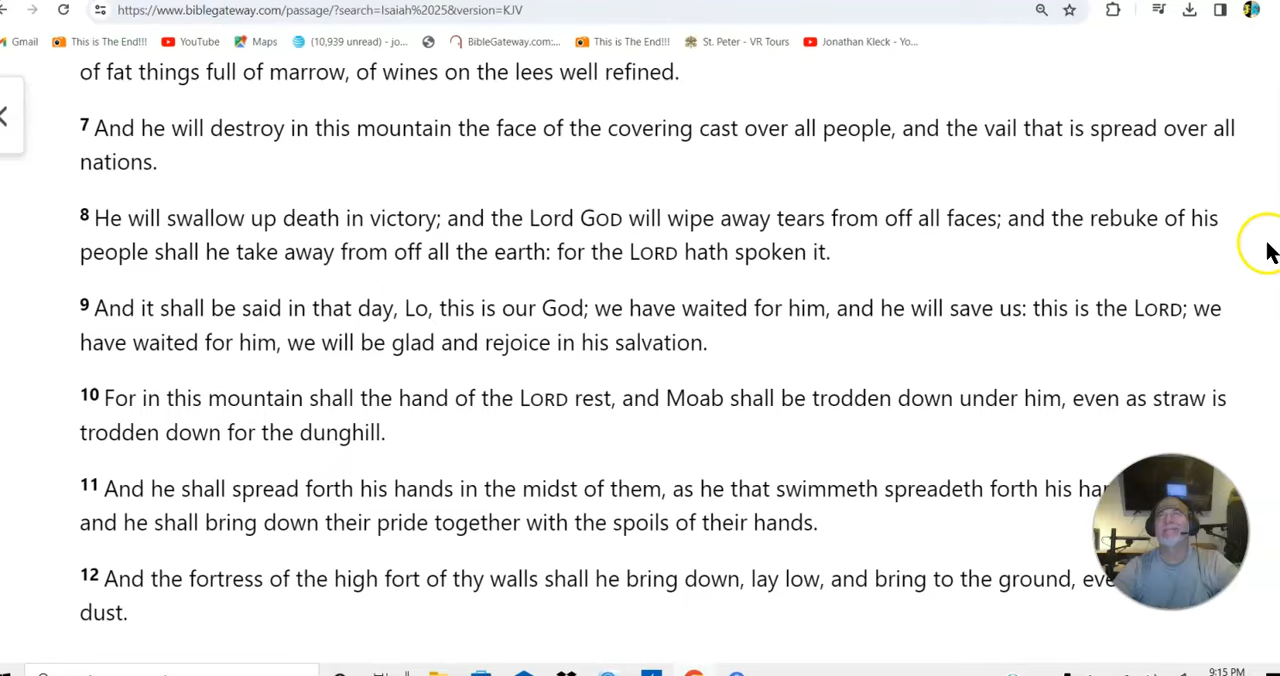 https://www.biblegateway.com/passage/?search=Isaiah%2025&version=KJV
Gmail This is The End!!! YouTube Maps (10,939 unread) - jo... BibleGateway.com:... This is The End!!! St. Peter - VR Tours Jonathan Kleck - Yo...
of fat things full of marrow, of wines on the lees well refined.
7 And he will destroy in this mountain the face of the covering cast over all people, and the vail that is spread over all
nations.
8 He will swallow up death in victory; and the Lord GOD will wipe away tears from off all faces; and the rebuke of his
people shall he take away from off all the earth: for the LORD hath spoken it.
9 And it shall be said in that day, Lo, this is our God; we have waited for him, and he will save us: this is the LORD; we
have waited for him, we will be glad and rejoice in his salvation.
10 For in this mountain shall the hand of the LORD rest, and Moab shall be trodden down under him, even as straw is
trodden down for the dunghill.
11 And he shall spread forth his hands in the midst of them, as he that swimmeth spreadeth forth his
and he shall bring down their pride together with the spoils of their hands.
12 And the fortress of the high fort of thy walls shall he bring down, lay low, and bring to the ground,
dust.
9:15 PM